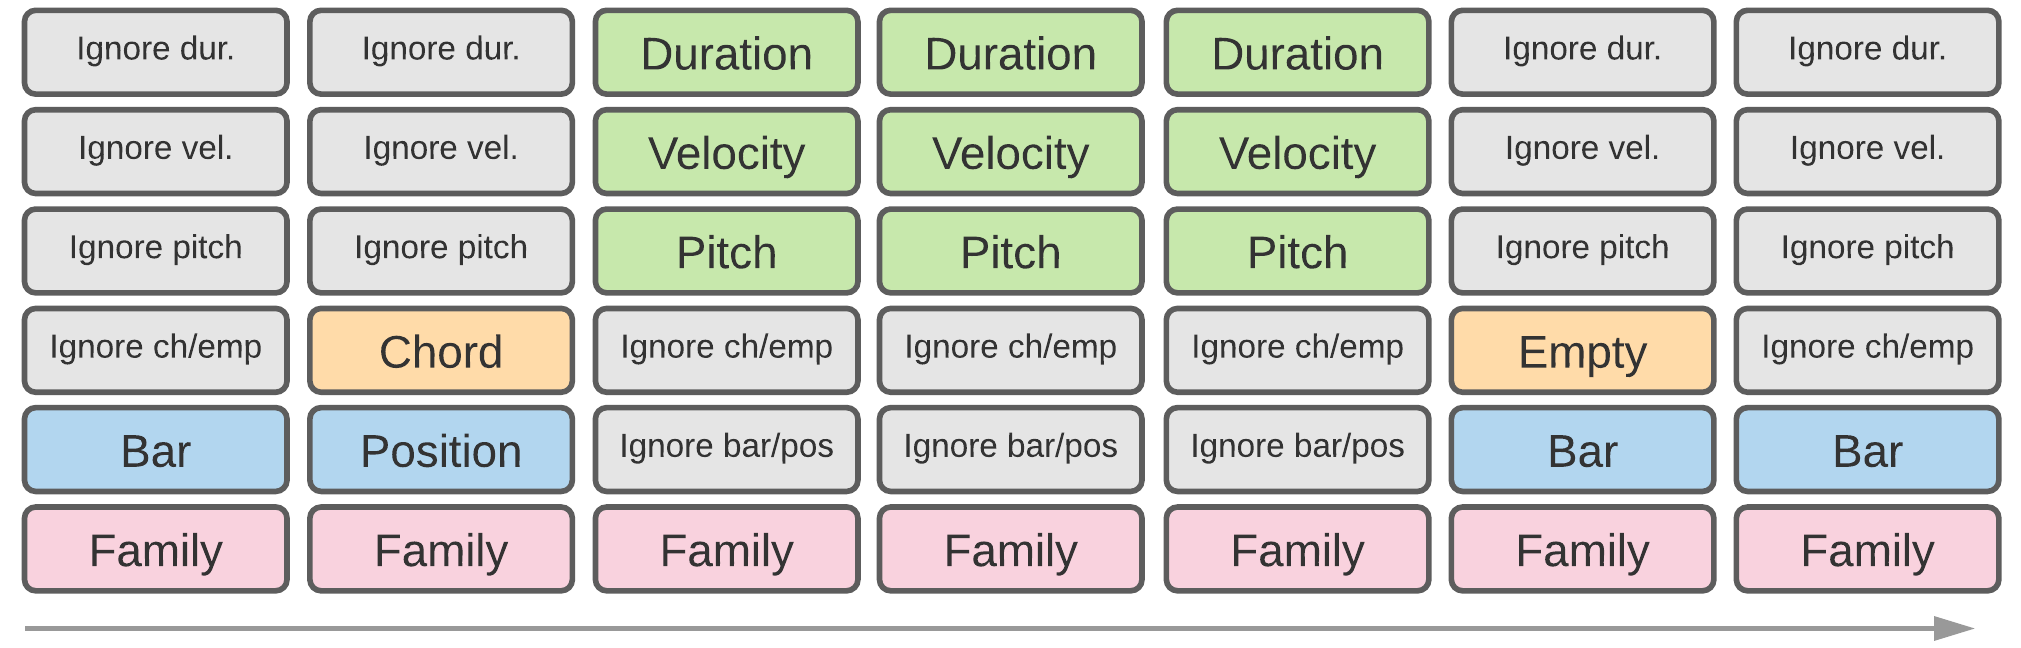 Ignore dur. Ignore dur. Duration Duration Duration Ignore dur. Ignore dur.
Ignore vel. Ignore vel. Velocity Velocity Velocity Ignore vel. Ignore vel.
Ignore pitch Ignore pitch Pitch Pitch Pitch Ignore pitch Ignore pitch
Ignore ch/emp Chord Ignore ch/emp Ignore ch/emp Ignore ch/emp Empty Ignore ch/emp
Bar Position Ignore bar/pos Ignore bar/pos Ignore bar/pos Bar Bar
Family Family Family Family Family Family Family